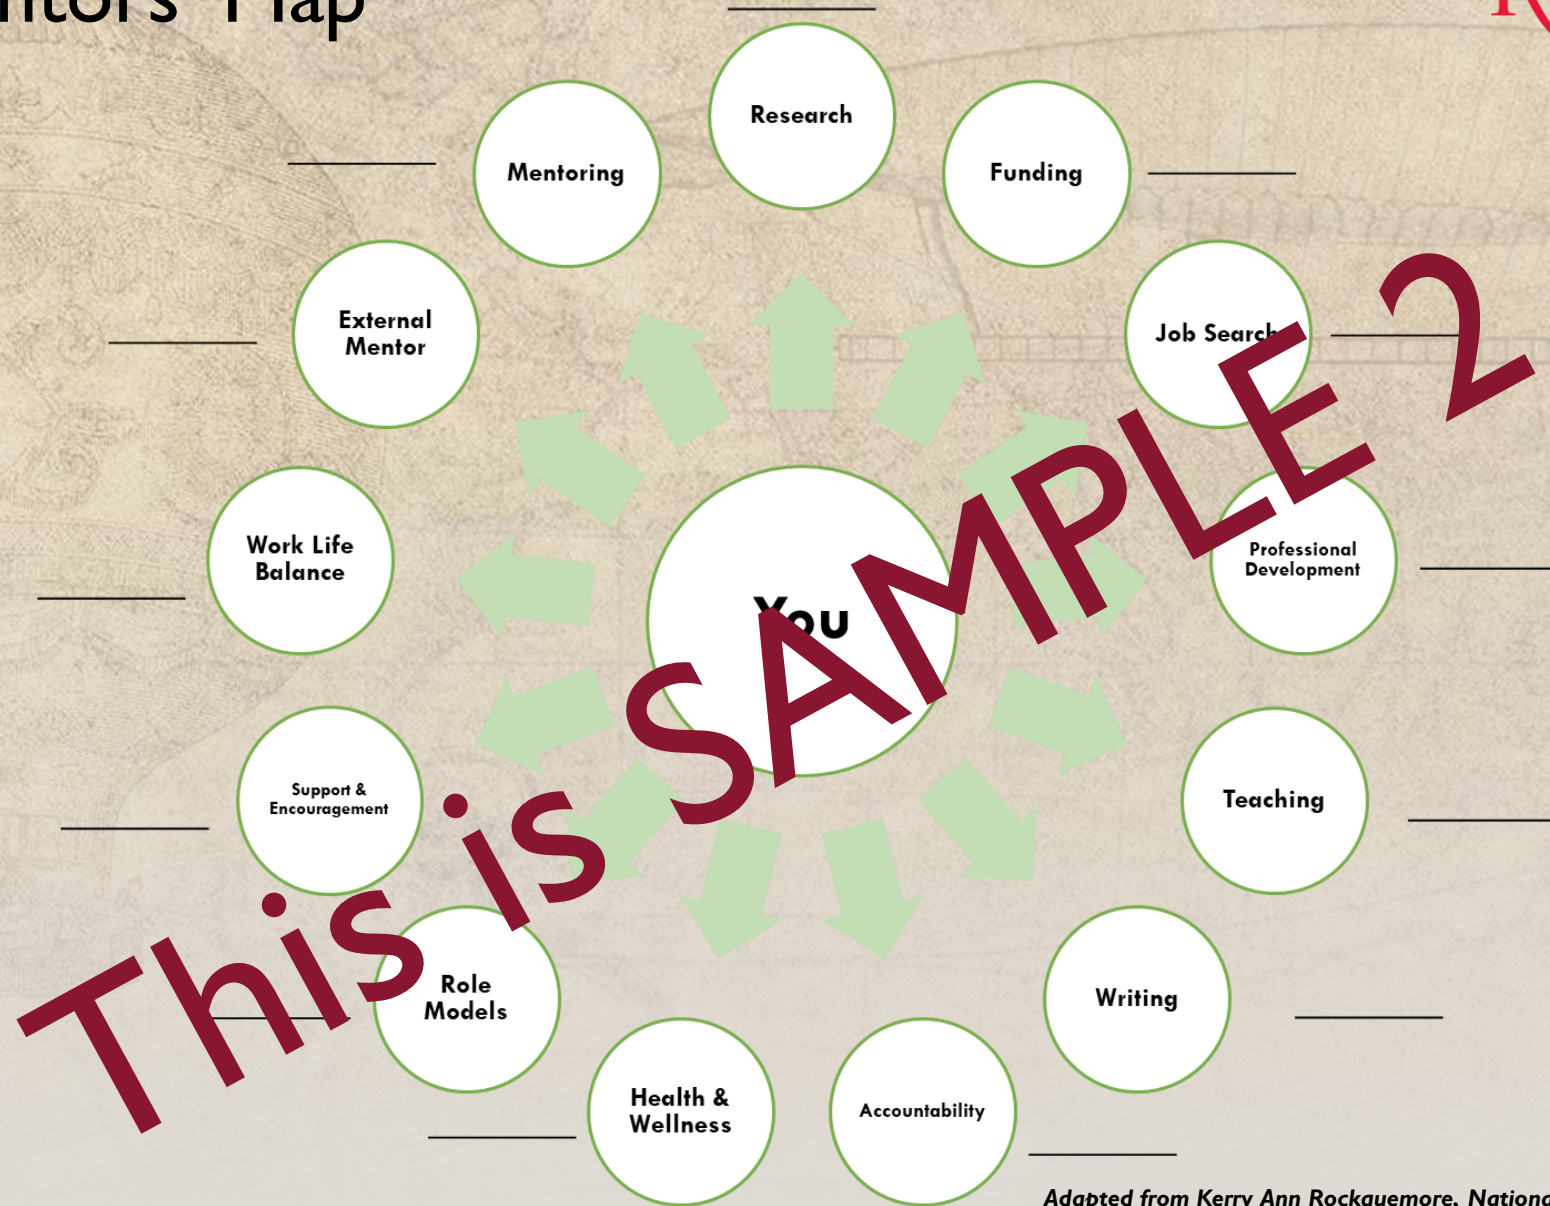 Map
Research
Mentoring
Funding
External
Mentor
Job Search
Work Life
Balance
Professional
Development
You
Support &
Encouragement
Teaching
Role
Models
Writing
Health &
Wellness
Accountability
This is SAMPLE 2
Adapted from Kerry Ann Rockquemore, Nationa